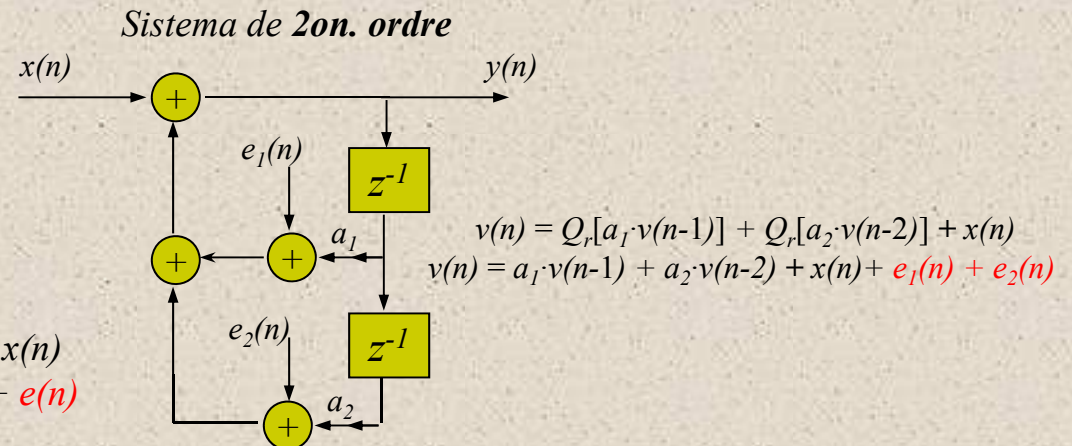 Sistema de 2on. ordre
x(n)
y(n)
+
e₁(n)
z⁻¹
+
+
a₁
v(n) = Qᵣ[a₁·v(n-1)] + Qᵣ[a₂·v(n-2)] + x(n)
v(n) = a₁·v(n-1) + a₂·v(n-2) + x(n)+ e₁(n) + e₂(n)
e₂(n)
z⁻¹
x(n)
- e(n)
+
a₂